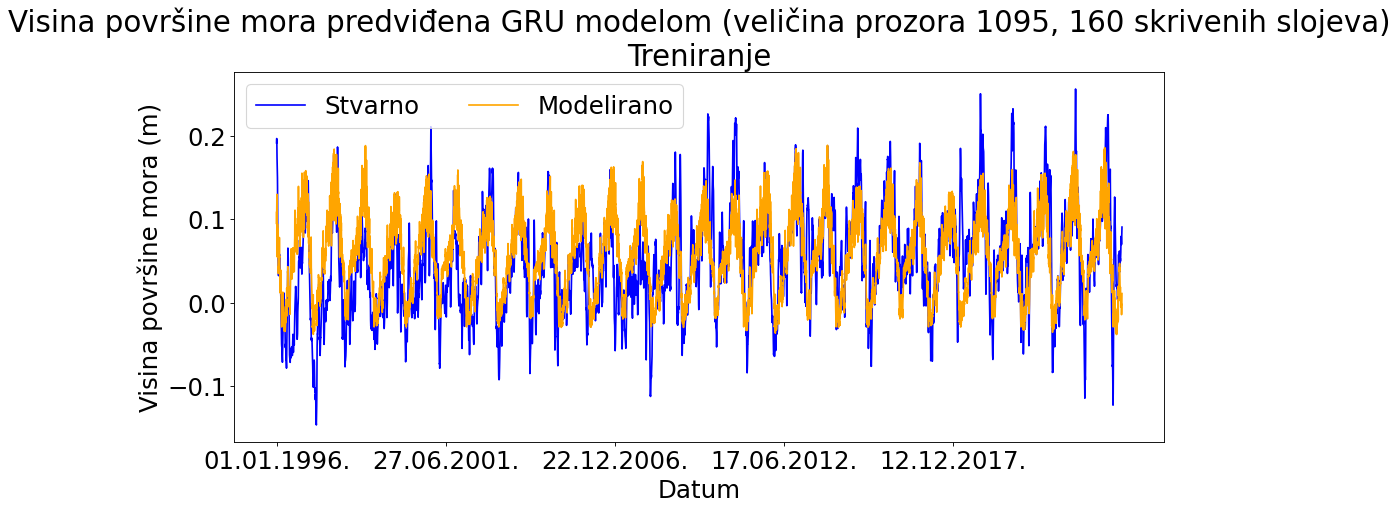 Visina površine mora predviđena GRU modelom (veličina prozora 1095, 160 skrivenih slojeva)
Treniranje
Stvarno
Modelirano
Visina površine mora (m)
0.2
0.1
0.0
−0.1
01.01.1996.
27.06.2001.
22.12.2006.
17.06.2012.
12.12.2017.
Datum